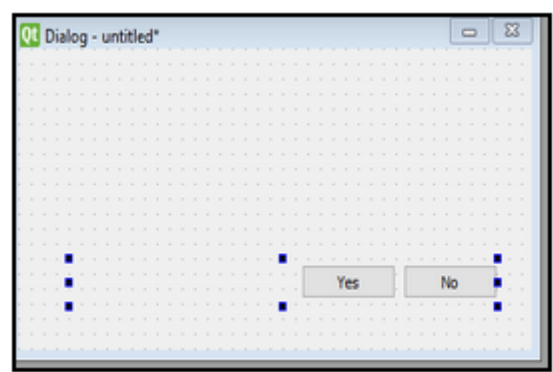 Qt Dialog - untitled*
Yes No